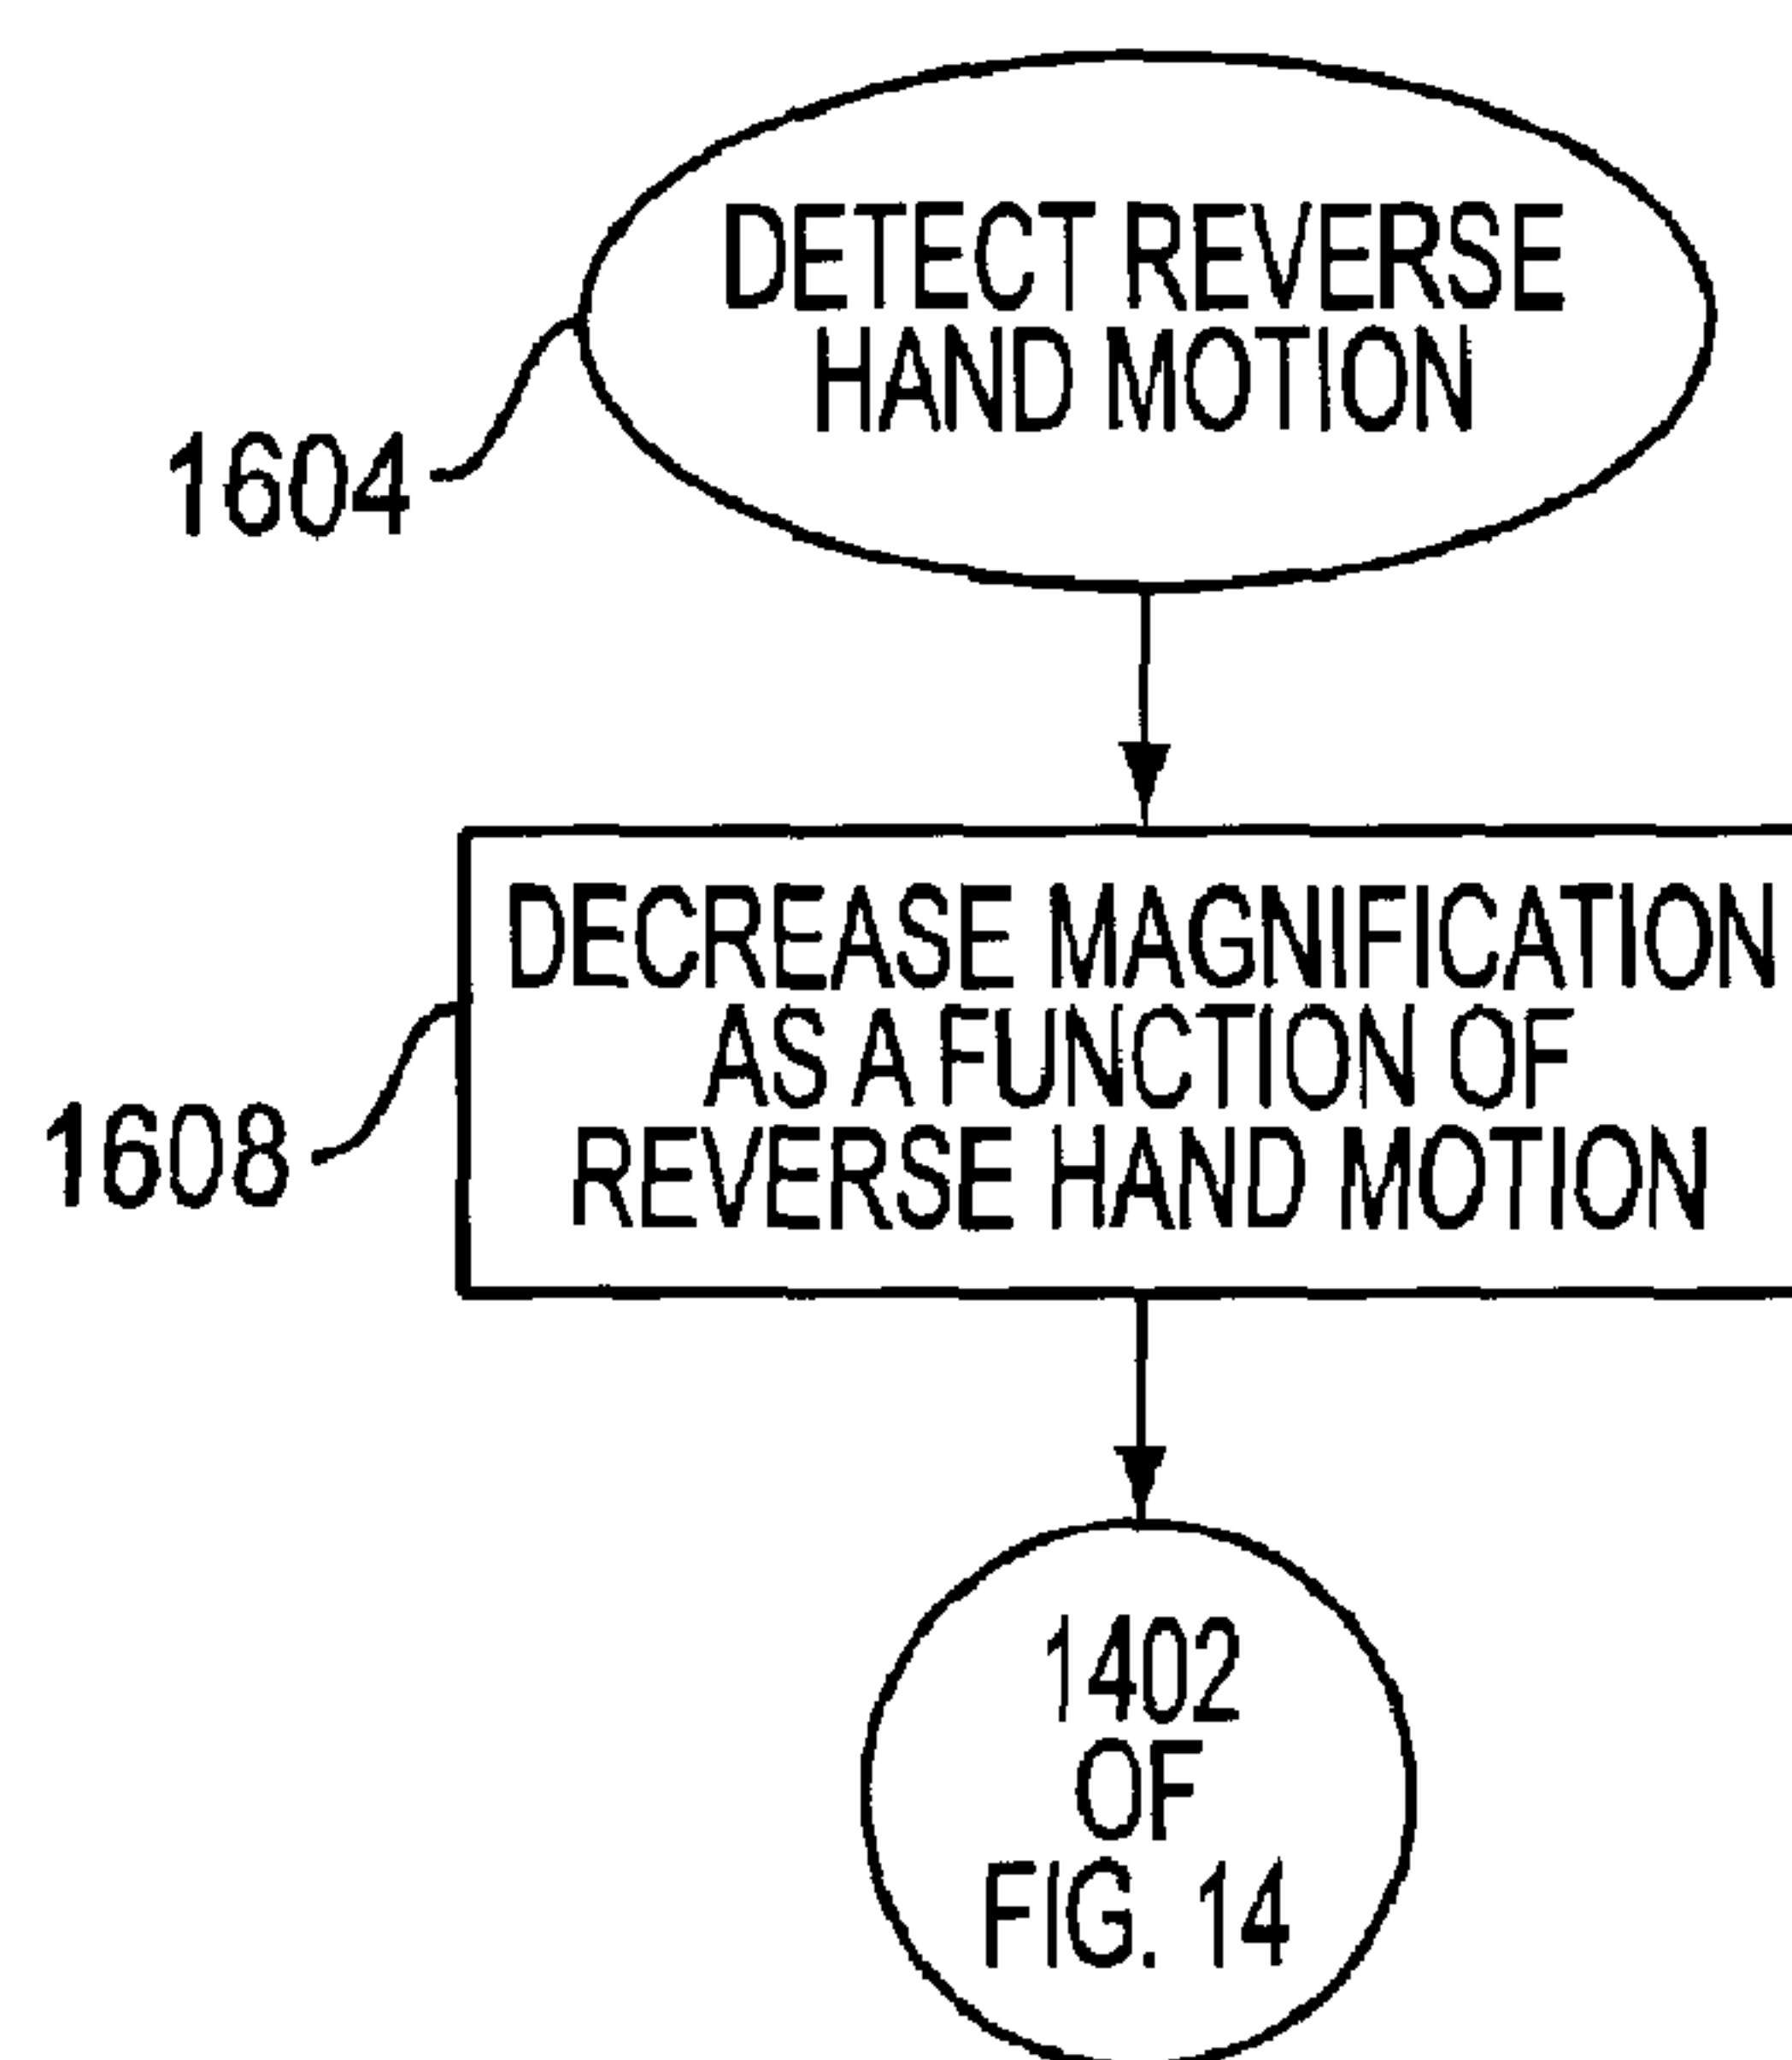 DETECT REVERSE
HAND MOTION
1604
DECREASE MAGNIFICATION
AS A FUNCTION OF
REVERSE HAND MOTION
1608
1402
OF
FIG. 14